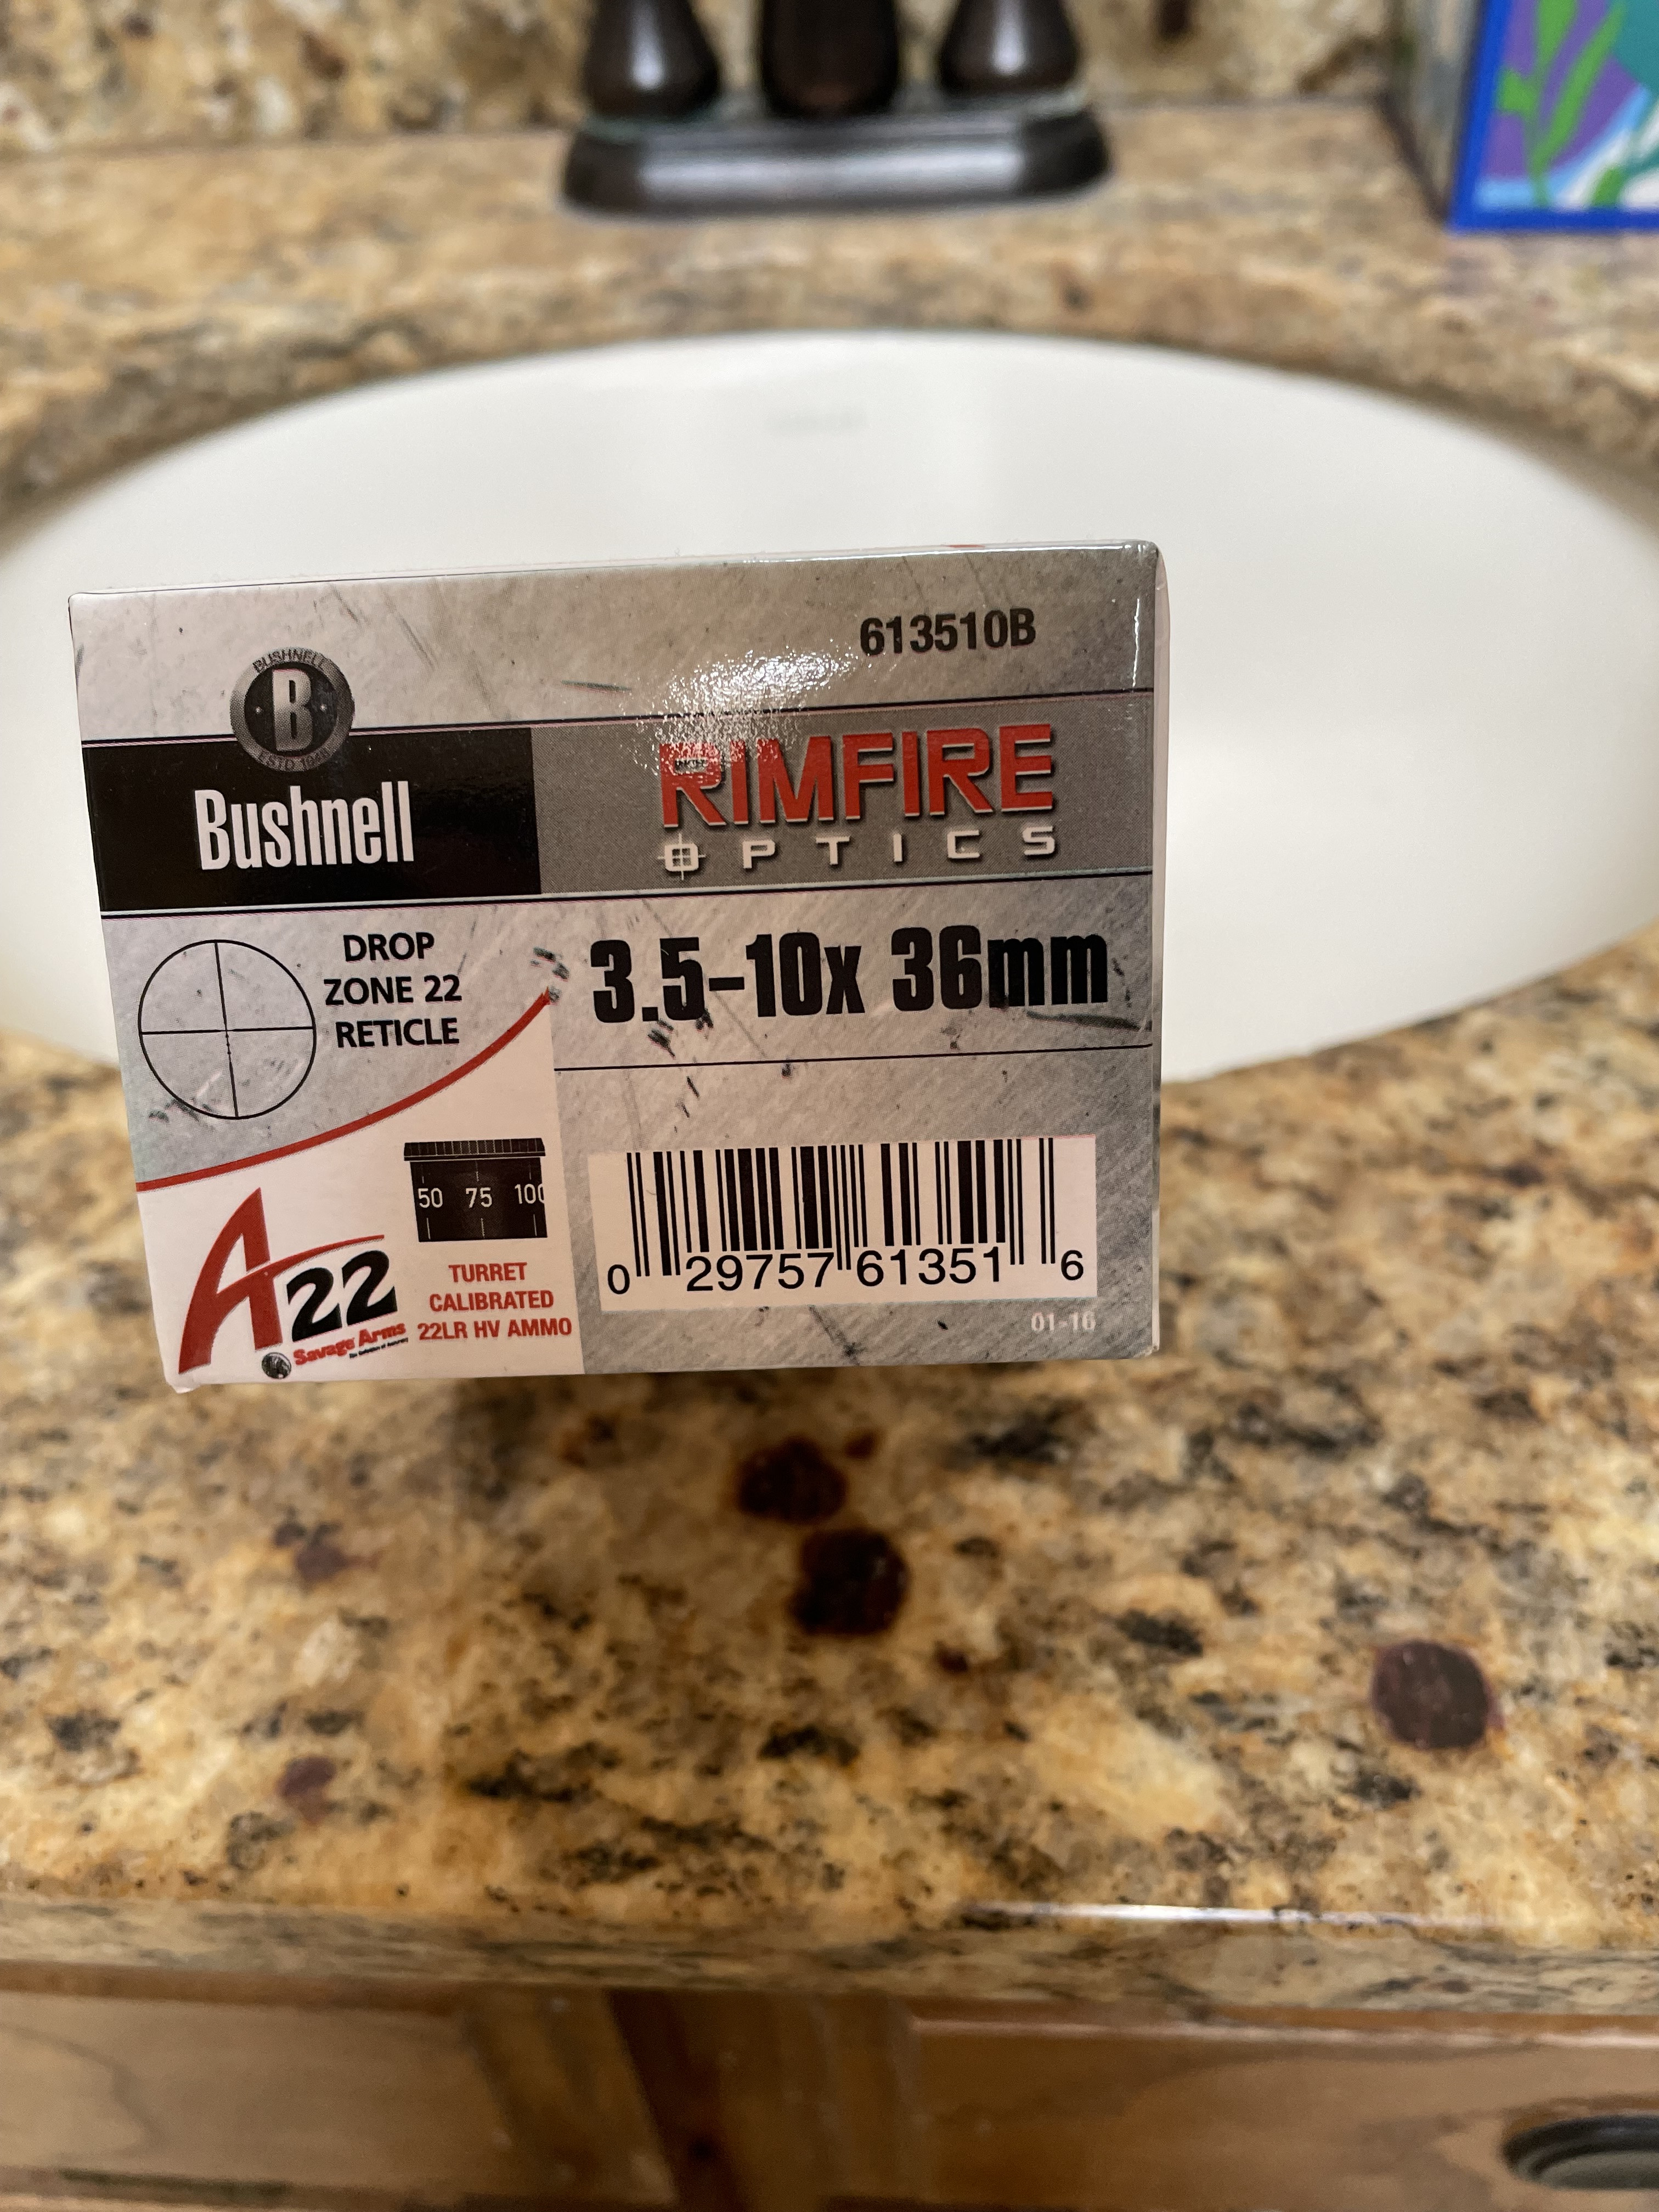 613510B
BUSHNELL
B
ESTD 1948
Bushnell
RIMFIRE
OPTICS
DROP
ZONE 22
RETICLE
3.5-10x 36mm
50 75 100
A22
Savage Arms
TURRET
CALIBRATED
22LR HV AMMO
0 29757 61351 6
01-16